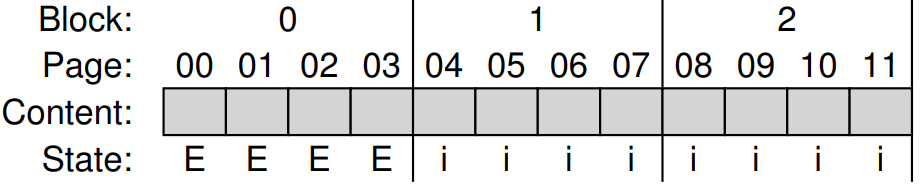 Block: 0 1 2
Page: 00 01 02 03 04 05 06 07 08 09 10 11
Content:
State: E E E E i i i i i i i i